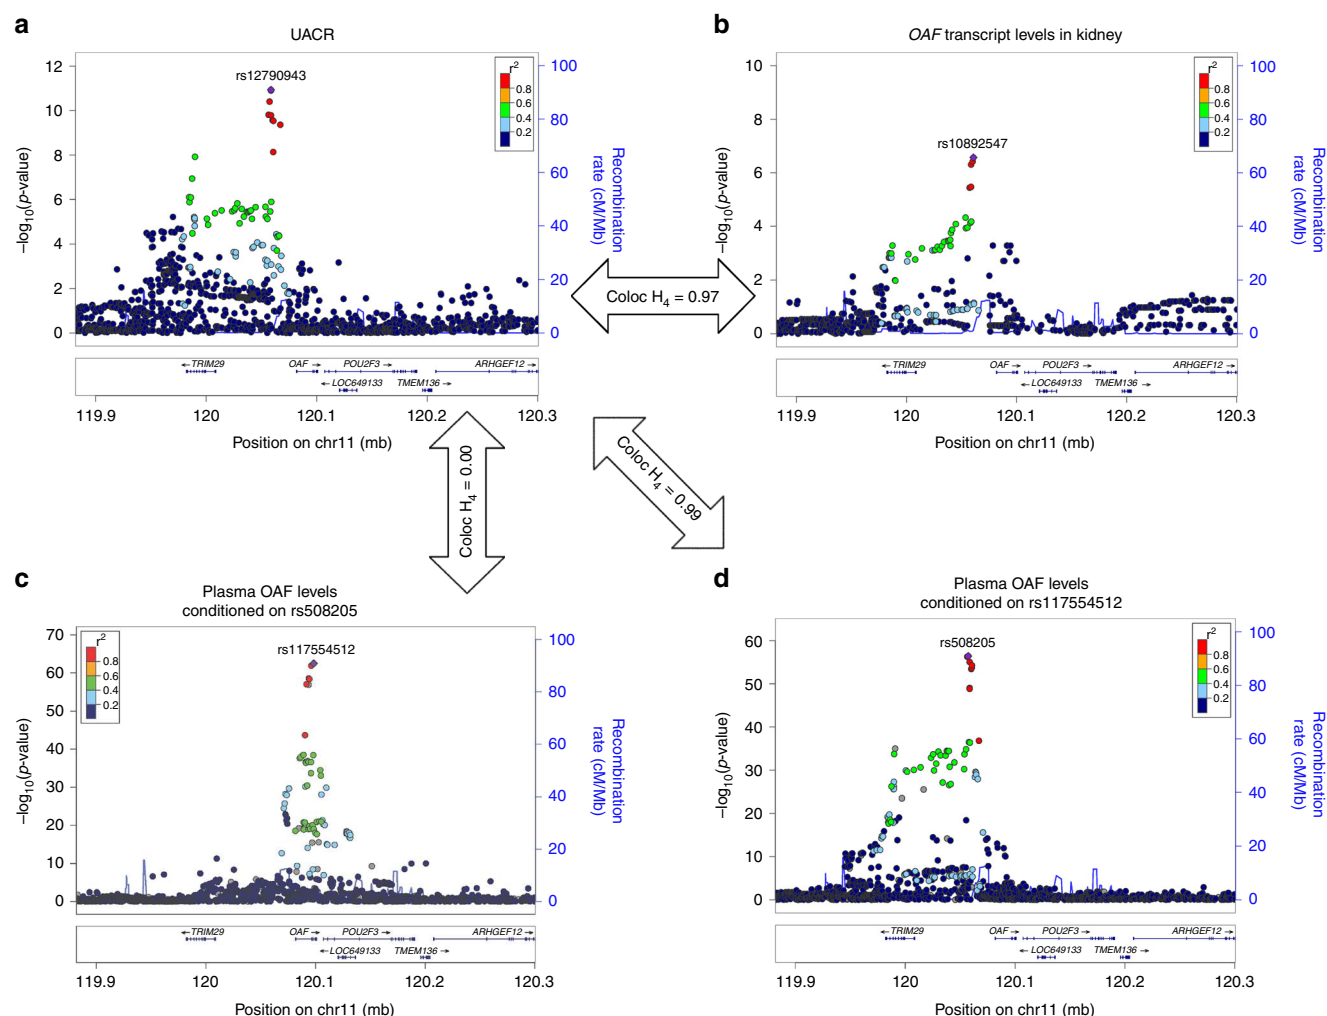 a
UACR
12
10
8
6
4
2
0
–log10(p-value)
rs12790943
r2
0.8
0.6
0.4
0.2
100
80
60
40
20
0
Recombination
rate (cM/Mb)
←TRIM29
OAF →
POU2F3 →
ARHGEF12 →
← LOC649133
TMEM136 →
119.9
120
120.1
120.2
120.3
Position on chr11 (mb)
b
OAF transcript levels in kidney
10
8
6
4
2
0
–log10(p-value)
rs10892547
r2
0.8
0.6
0.4
0.2
100
80
60
40
20
0
Recombination
rate (cM/Mb)
←TRIM29
OAF →
POU2F3 →
ARHGEF12 →
← LOC649133
TMEM136 →
119.9
120
120.1
120.2
120.3
Position on chr11 (mb)
Coloc H4 = 0.97
Coloc H4 = 0.00
Coloc H4 = 0.99
c
Plasma OAF levels
conditioned on rs508205
70
60
50
40
30
20
10
0
–log10(p-value)
r2
0.8
0.6
0.4
0.2
rs117554512
100
80
60
40
20
0
Recombination
rate (cM/Mb)
←TRIM29
OAF →
POU2F3 →
ARHGEF12 →
← LOC649133
TMEM136 →
119.9
120
120.1
120.2
120.3
Position on chr11 (mb)
d
Plasma OAF levels
conditioned on rs117554512
60
50
40
30
20
10
0
–log10(p-value)
rs508205
r2
0.8
0.6
0.4
0.2
100
80
60
40
20
0
Recombination
rate (cM/Mb)
←TRIM29
OAF →
POU2F3 →
ARHGEF12 →
← LOC649133
TMEM136 →
119.9
120
120.1
120.2
120.3
Position on chr11 (mb)